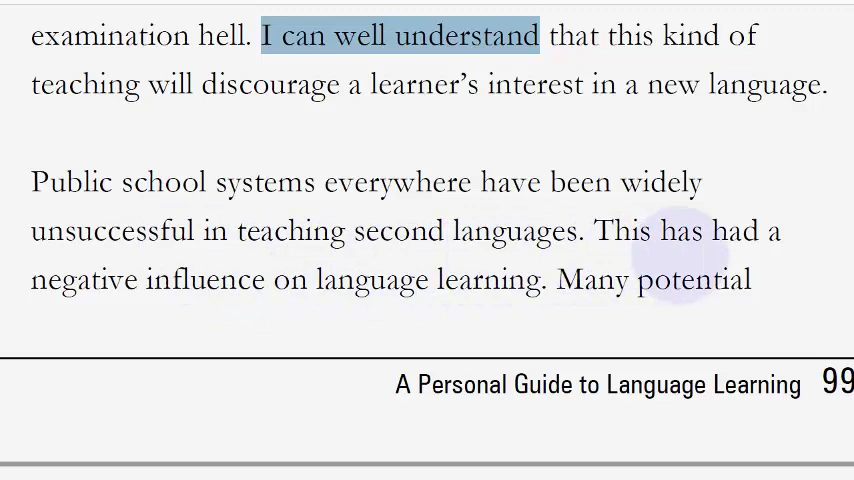 examination hell. I can well understand that this kind of
teaching will discourage a learner’s interest in a new language.
Public school systems everywhere have been widely
unsuccessful in teaching second languages. This has had a
negative influence on language learning. Many potential
A Personal Guide to Language Learning 99